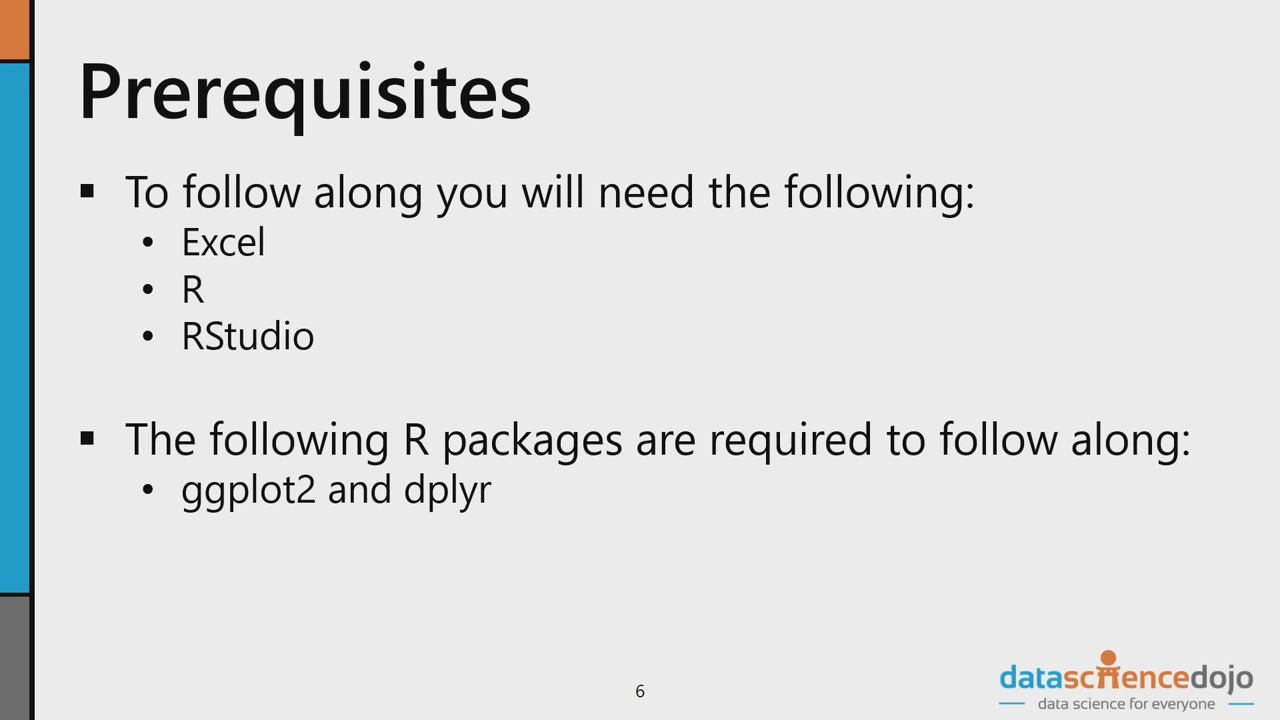 Prerequisites
▪ To follow along you will need the following:
• Excel
• R
• RStudio
▪ The following R packages are required to follow along:
• ggplot2 and dplyr
6
datasciencedojo
data science for everyone